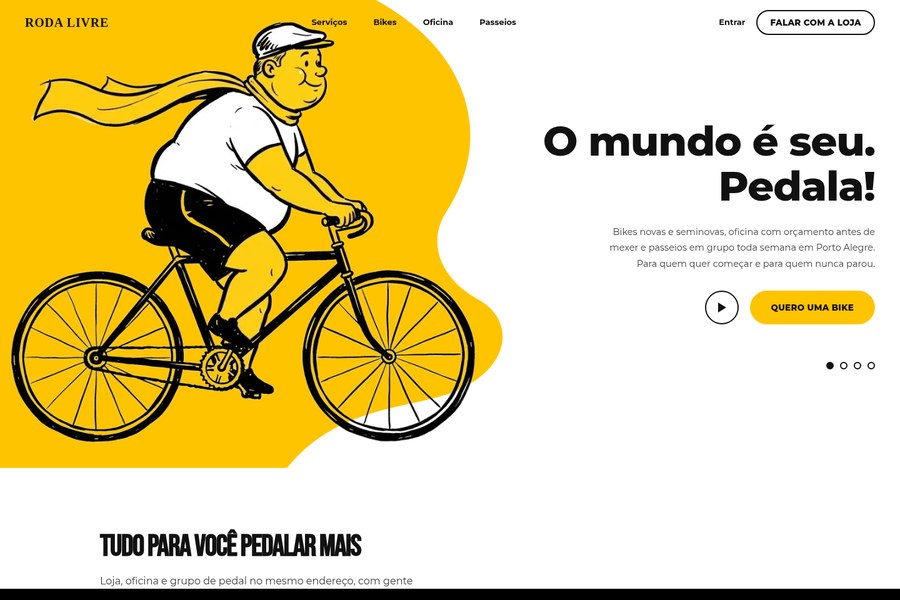 RODA LIVRE
Serviços
Bikes
Oficina
Passeios
Entrar
FALAR COM A LOJA
O mundo é seu.
Pedala!
Bikes novas e seminovas, oficina com orçamento antes de
mexer e passeios em grupo toda semana em Porto Alegre.
Para quem quer começar e para quem nunca parou.
QUERO UMA BIKE
TUDO PARA VOCÊ PEDALAR MAIS
Loja, oficina e grupo de pedal no mesmo endereço, com gente